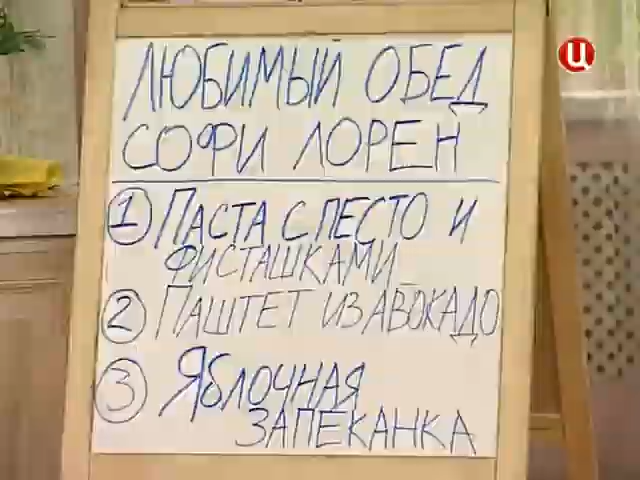 Ц
ЛЮБИМЫЙ ОБЕД
СОФИ ЛОРЕН
1 ПАСТА С ПЕСТО И
ФИСТАШКАМИ
2 ПАШТЕТ ИЗ АВОКАДО
3 ЯБЛОЧНАЯ
ЗАПЕКАНКА